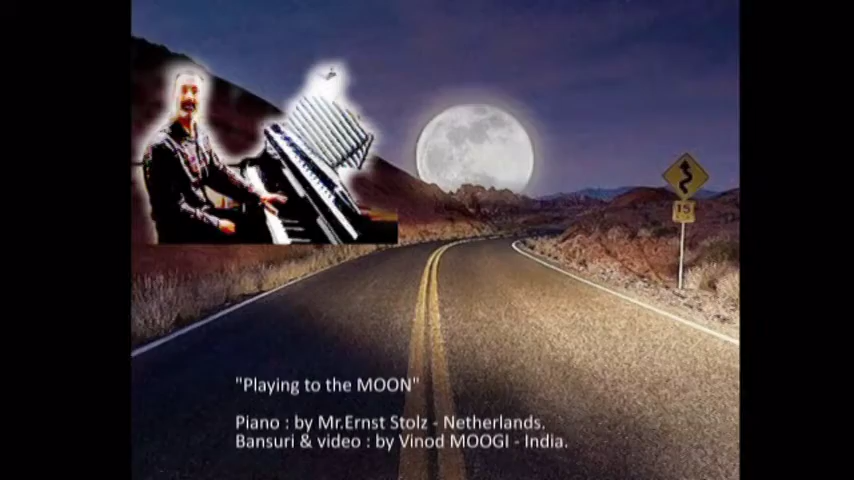 15
"Playing to the MOON"
Piano : by Mr.Ernst Stolz - Netherlands.
Bansuri & video : by Vinod MOOGI - India.